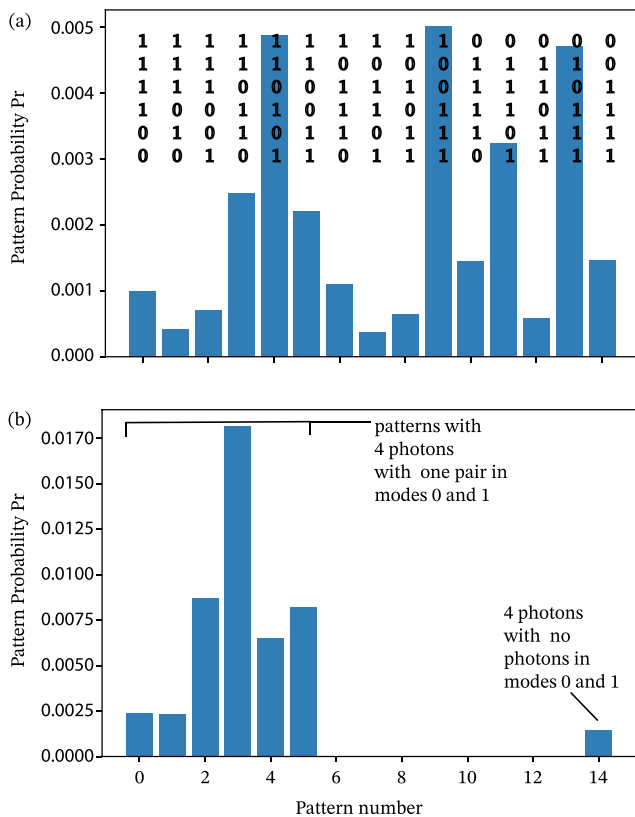 (a)
Pattern Probability Pr
0.005
0.004
0.003
0.002
0.001
0.000
1 1 1 1 1 1 1 1 1 1 0 0 0 0 0
1 1 1 1 1 1 0 0 0 0 1 1 1 1 0
1 1 1 0 0 0 1 1 1 0 1 1 1 0 1
1 0 0 1 1 0 1 1 0 1 1 1 0 1 1
0 1 0 1 0 1 1 0 1 1 1 0 1 1 1
0 0 1 0 1 1 0 1 1 1 0 1 1 1 1
(b)
Pattern Probability Pr
0.0170
0.0150
0.0125
0.0100
0.0075
0.0050
0.0025
0.0000
patterns with
4 photons
with one pair in
modes 0 and 1
4 photons
with no
photons in
modes 0 and 1
0 2 4 6 8 10 12 14
Pattern number